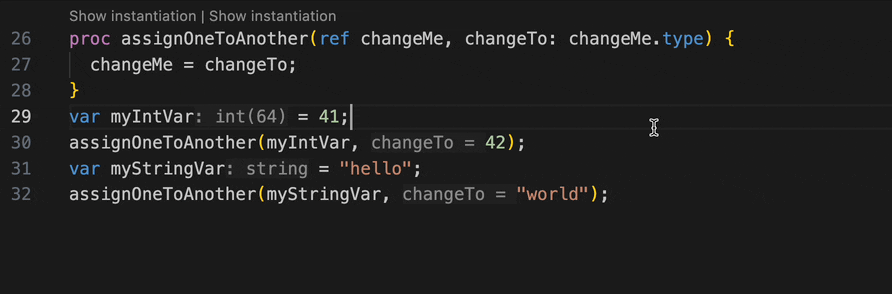 Show instantiation | Show instantiation
26 proc assignOneToAnother(ref changeMe, changeTo: changeMe.type) {
27   changeMe = changeTo;
28 }
29 var myIntVar: int(64) = 41;
30 assignOneToAnother(myIntVar, changeTo = 42);
31 var myStringVar: string = "hello";
32 assignOneToAnother(myStringVar, changeTo = "world");